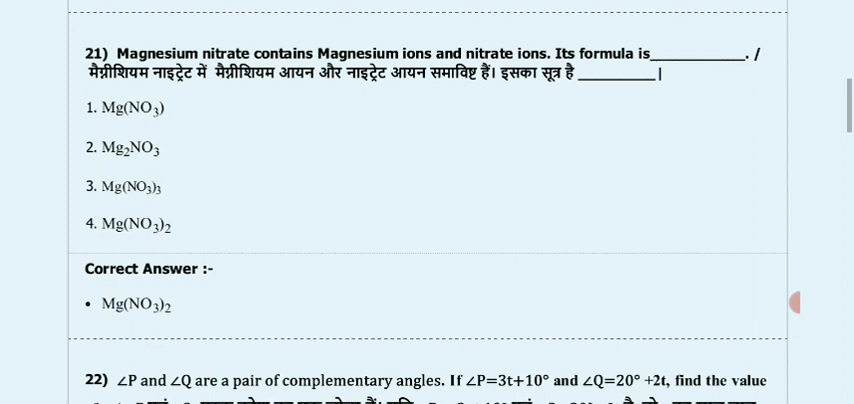 21) Magnesium nitrate contains Magnesium ions and nitrate ions. Its formula is____________. /
मैग्नीशियम नाइट्रेट में मैग्नीशियम आयन और नाइट्रेट आयन समाविष्ट हैं। इसका सूत्र है __________|
1. Mg(NO₃)
2. Mg₂NO₃
3. Mg(NO₃)₃
4. Mg(NO₃)₂
Correct Answer :-
• Mg(NO₃)₂
22) ∠P and ∠Q are a pair of complementary angles. If ∠P=3t+10° and ∠Q=20° +2t, find the value